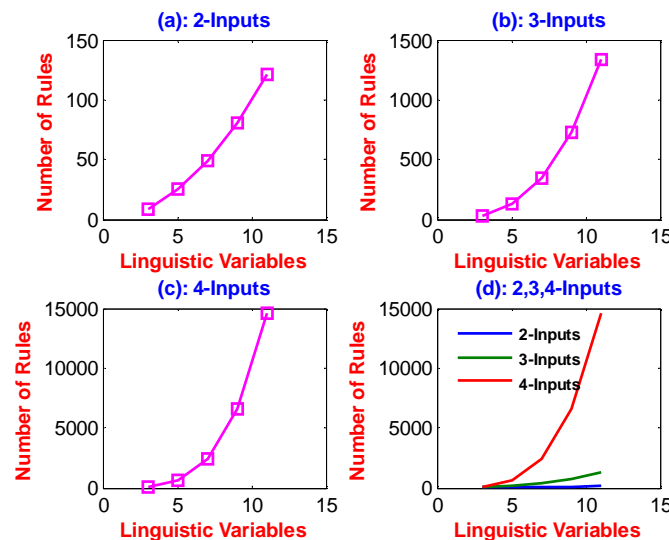 (a): 2-Inputs
Number of Rules
150
100
50
0
0 5 10 15
Linguistic Variables
(b): 3-Inputs
Number of Rules
1500
1000
500
0
0 5 10 15
Linguistic Variables
(c): 4-Inputs
Number of Rules
15000
10000
5000
0
0 5 10 15
Linguistic Variables
(d): 2,3,4-Inputs
Number of Rules
15000
10000
5000
0
2-Inputs
3-Inputs
4-Inputs
0 5 10 15
Linguistic Variables